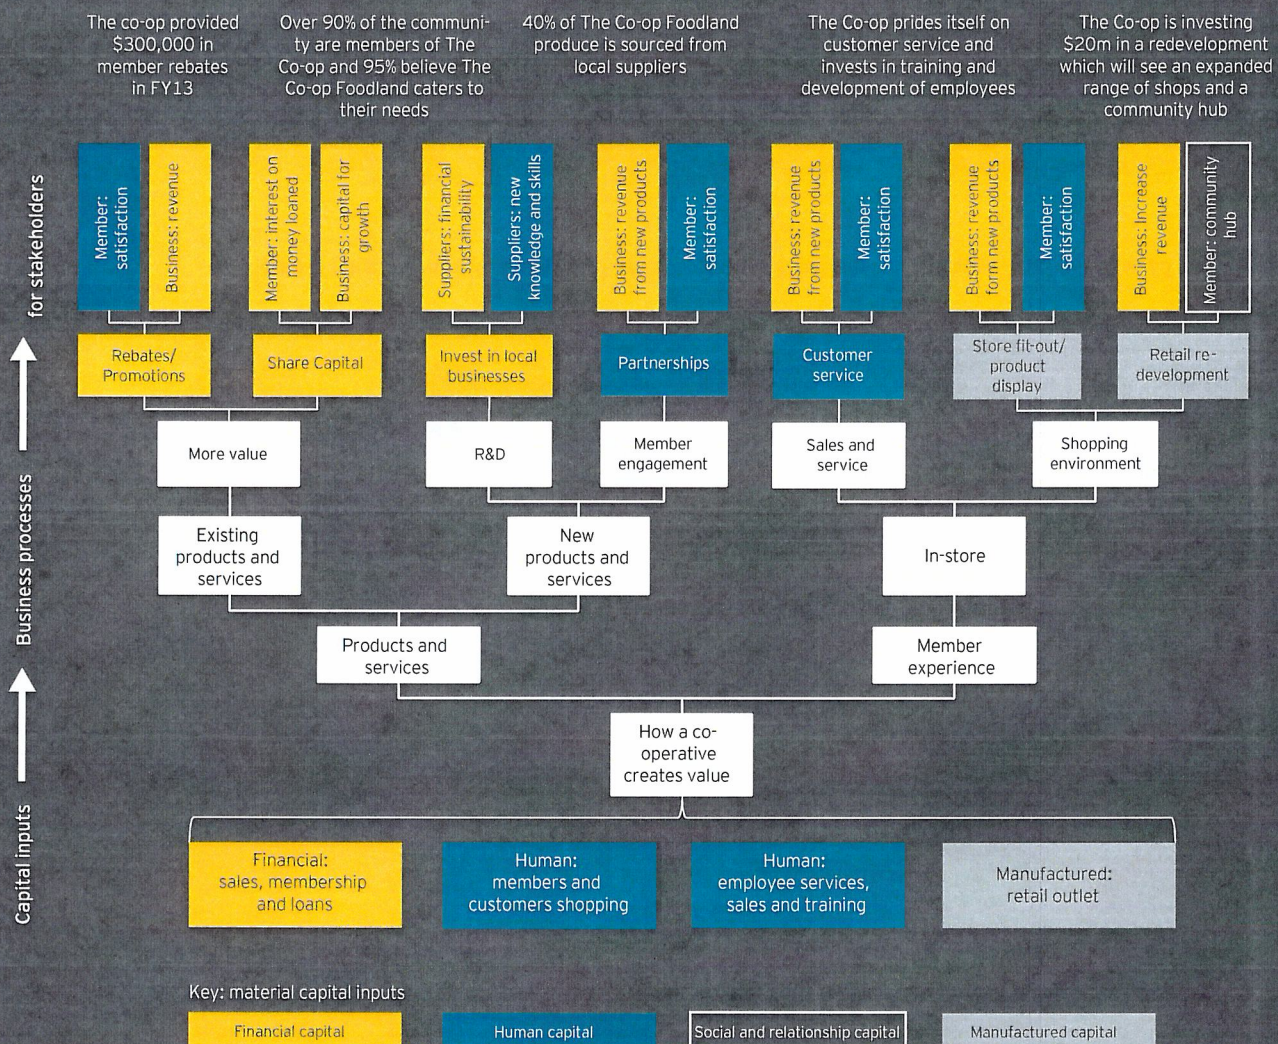 The co-op provided
$300,000 in
member rebates
in FY13
Over 90% of the communi-
ty are members of The
Co-op and 95% believe The
Co-op Foodland caters to
their needs
40% of The Co-op Foodland
produce is sourced from
local suppliers
The Co-op prides itself on
customer service and
invests in training and
development of employees
The Co-op is investing
$20m in a redevelopment
which will see an expanded
range of shops and a
community hub
for stakeholders
Member:
satisfaction
Business: revenue
Member: interest on
money loaned
Business: capital for
growth
Suppliers: financial
sustainability
Suppliers: new
knowledge and skills
Business: revenue
from new products
Member:
satisfaction
Business: revenue
from new products
Member:
satisfaction
Business: revenue
form new products
Member:
satisfaction
Business: Increase
revenue
Member: community
hub
Rebates/
Promotions
Share Capital
Invest in local
businesses
Partnerships
Customer
service
Store fit-out/
product
display
Retail re-
development
Business processes
More value
R&D
Member
engagement
Sales and
service
Shopping
environment
Existing
products and
services
New
products and
services
In-store
Products and
services
Member
experience
How a co-
operative
creates value
Capital inputs
Financial:
sales, membership
and loans
Human:
members and
customers shopping
Human:
employee services,
sales and training
Manufactured:
retail outlet
Key: material capital inputs
Financial capital
Human capital
Social and relationship capital
Manufactured capital